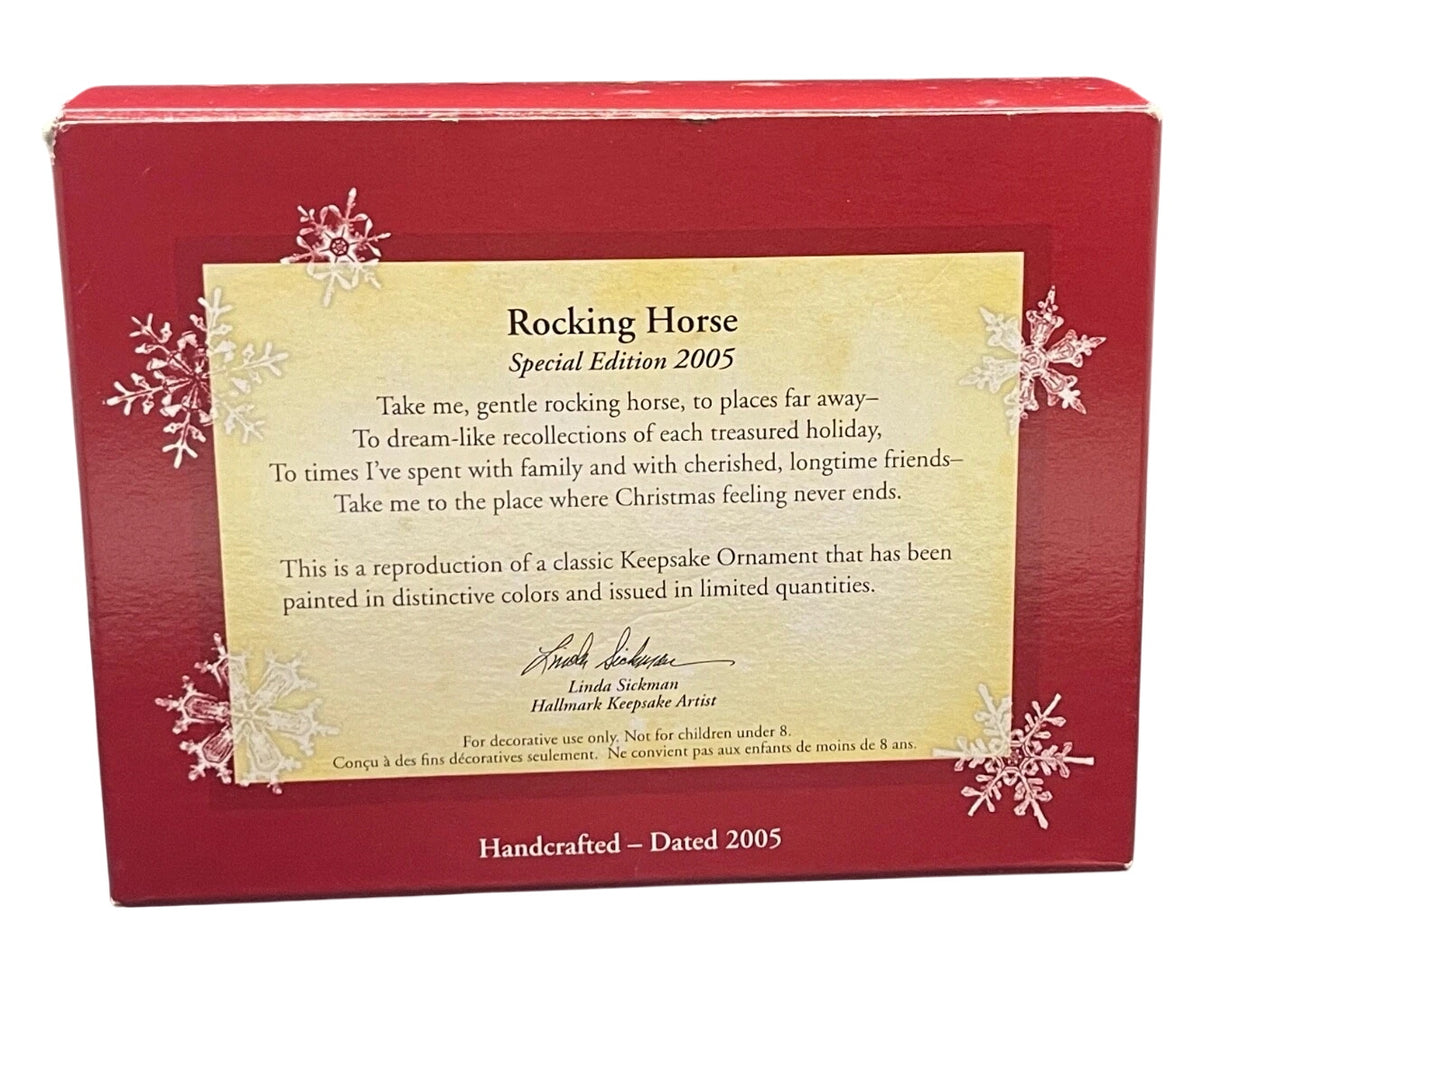 Rocking Horse
Special Edition 2005
Take me, gentle rocking horse, to places far away–
To dream-like recollections of each treasured holiday,
To times I've spent with family and with cherished, longtime friends–
Take me to the place where Christmas feeling never ends.
This is a reproduction of a classic Keepsake Ornament that has been
painted in distinctive colors and issued in limited quantities.
Linda Sickman
Linda Sickman
Hallmark Keepsake Artist
For decorative use only. Not for children under 8.
Conçu à des fins décoratives seulement. Ne convient pas aux enfants de moins de 8 ans.
Handcrafted – Dated 2005